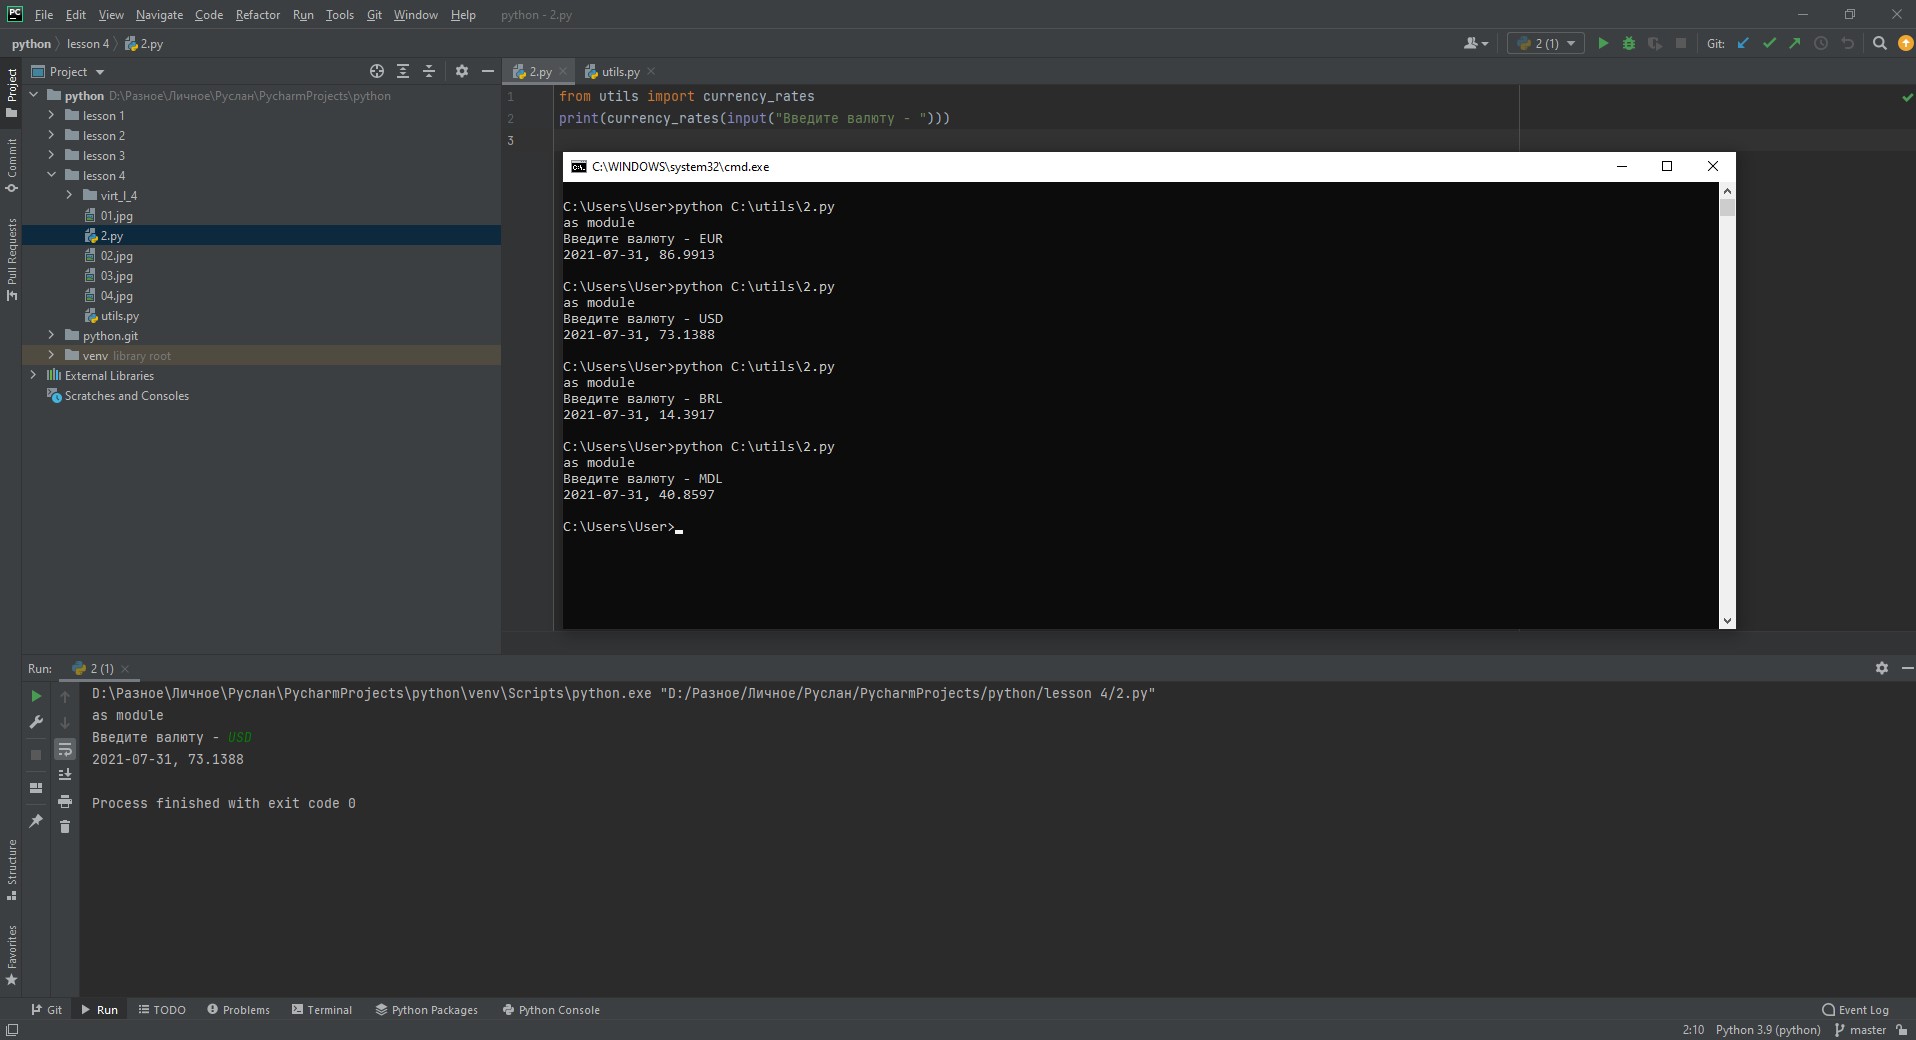 PC File Edit View Navigate Code Refactor Run Tools Git Window Help python - 2.py
python lesson 4 2.py 2 (1) Git:
Project
Project
2.py utils.py
python D:\Разное\Личное\Руслан\PycharmProjects\python
lesson 1
lesson 2
lesson 3
lesson 4
virt_l_4
01.jpg
2.py
02.jpg
03.jpg
04.jpg
utils.py
python.git
venv library root
External Libraries
Scratches and Consoles
Commit
Pull Requests
1 from utils import currency_rates
2 print(currency_rates(input("Введите валюту - ")))
3
C:\WINDOWS\system32\cmd.exe
C:\Users\User>python C:\utils\2.py
as module
Введите валюту - EUR
2021-07-31, 86.9913
C:\Users\User>python C:\utils\2.py
as module
Введите валюту - USD
2021-07-31, 73.1388
C:\Users\User>python C:\utils\2.py
as module
Введите валюту - BRL
2021-07-31, 14.3917
C:\Users\User>python C:\utils\2.py
as module
Введите валюту - MDL
2021-07-31, 40.8597
C:\Users\User>
Run: 2 (1)
D:\Разное\Личное\Руслан\PycharmProjects\python\venv\Scripts\python.exe "D:/Разное/Личное/Руслан/PycharmProjects/python/lesson 4/2.py"
as module
Введите валюту - USD
2021-07-31, 73.1388
Process finished with exit code 0
Structure
Favorites
Git Run TODO Problems Terminal Python Packages Python Console Event Log
2:10 Python 3.9 (python) master